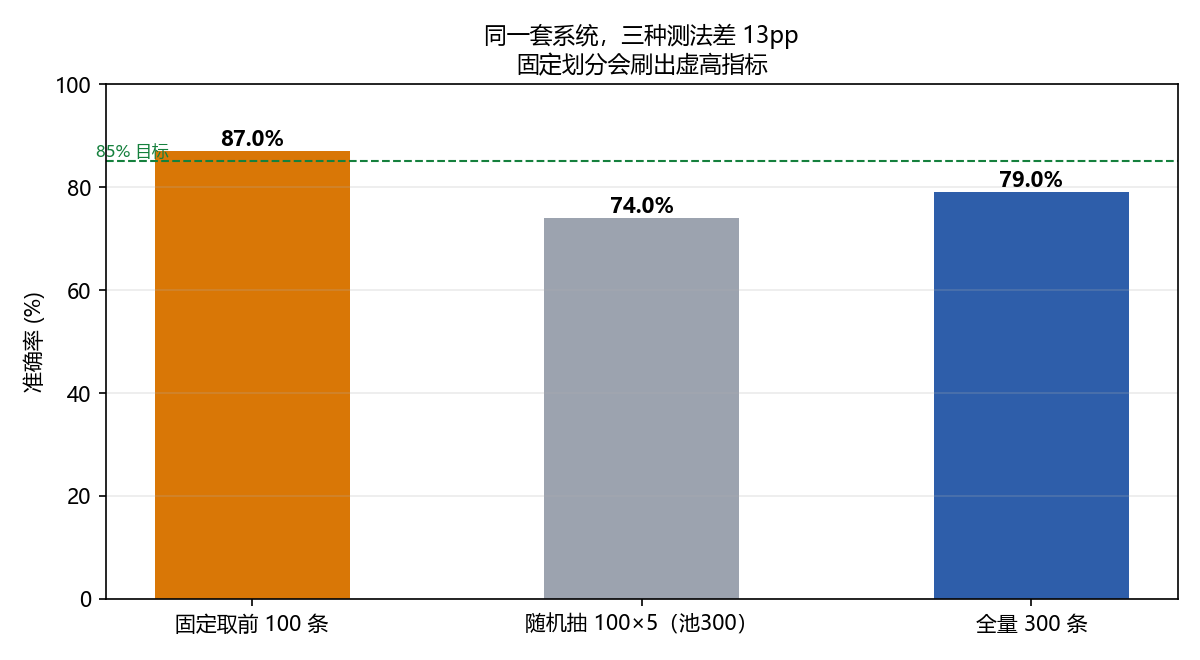 同一套系统，三种测法差 13pp
固定划分会刷出虚高指标
准确率 (%)
100
80
60
40
20
0
85% 目标
87.0%
74.0%
79.0%
固定取前 100 条
随机抽 100×5（池300）
全量 300 条